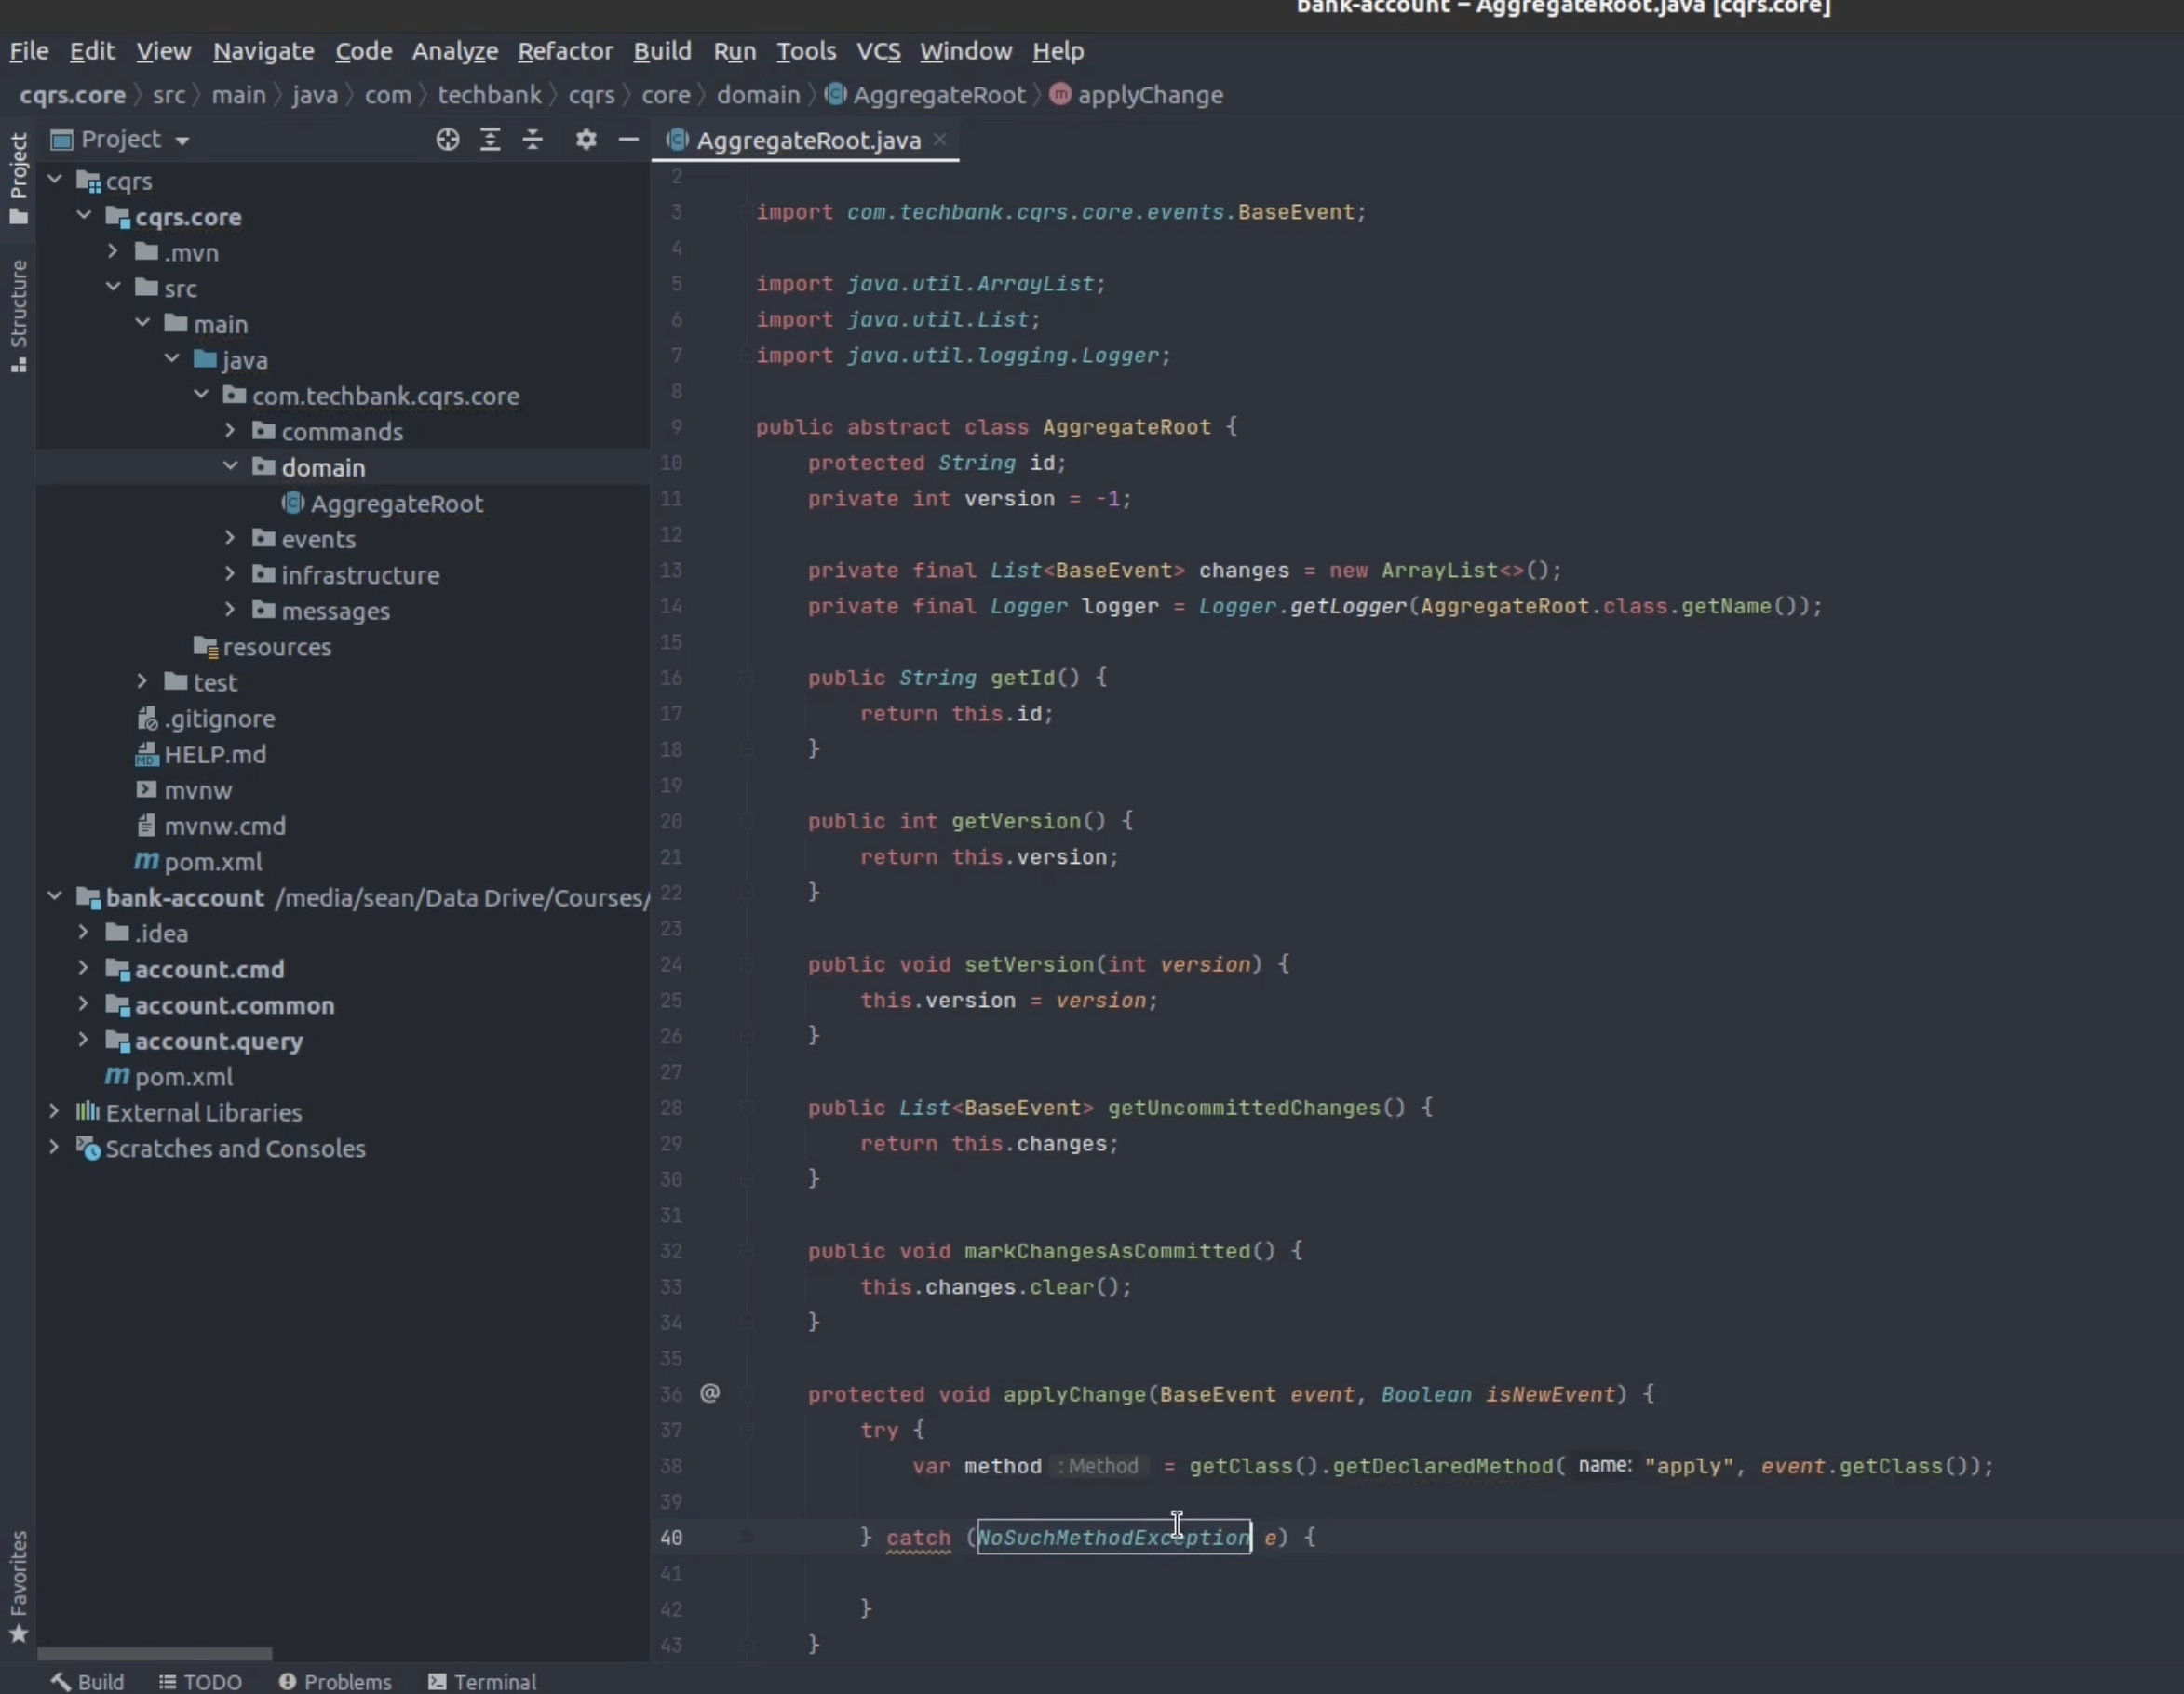 bank-account – AggregateRoot.java [cqrs.core]
File Edit View Navigate Code Analyze Refactor Build Run Tools VCS Window Help
cqrs.core src main java com techbank cqrs core domain AggregateRoot m applyChange
Project
AggregateRoot.java
Project
Structure
Favorites
cqrs
cqrs.core
.mvn
src
main
java
com.techbank.cqrs.core
commands
domain
AggregateRoot
events
infrastructure
messages
resources
test
.gitignore
HELP.md
mvnw
mvnw.cmd
m pom.xml
bank-account /media/sean/Data Drive/Courses/
.idea
account.cmd
account.common
account.query
m pom.xml
External Libraries
Scratches and Consoles
2
3 import com.techbank.cqrs.core.events.BaseEvent;
4
5 import java.util.ArrayList;
6 import java.util.List;
7 import java.util.logging.Logger;
8
9 public abstract class AggregateRoot {
10 protected String id;
11 private int version = -1;
12
13 private final List<BaseEvent> changes = new ArrayList<>();
14 private final Logger logger = Logger.getLogger(AggregateRoot.class.getName());
15
16 public String getId() {
17 return this.id;
18 }
19
20 public int getVersion() {
21 return this.version;
22 }
23
24 public void setVersion(int version) {
25 this.version = version;
26 }
27
28 public List<BaseEvent> getUncommittedChanges() {
29 return this.changes;
30 }
31
32 public void markChangesAsCommitted() {
33 this.changes.clear();
34 }
35
36 @ protected void applyChange(BaseEvent event, Boolean isNewEvent) {
37 try {
38 var method : Method = getClass().getDeclaredMethod( name: "apply", event.getClass());
39
40 } catch (NoSuchMethodException e) {
41
42 }
43 }
Build TODO Problems Terminal